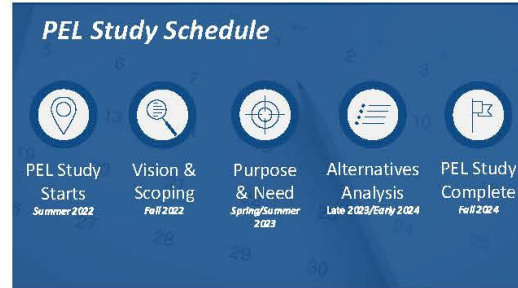 PEL Study Schedule
PEL Study
Starts
Summer 2022
Vision &
Scoping
Fall 2022
Purpose
& Need
Spring/Summer
2023
Alternatives
Analysis
Late 2023/Early 2024
PEL Study
Complete
Fall 2024